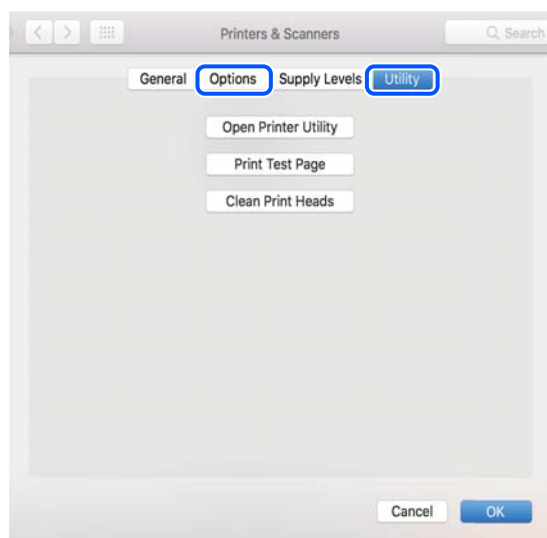 Printers & Scanners
Search
General Options Supply Levels Utility
Open Printer Utility
Print Test Page
Clean Print Heads
Cancel OK